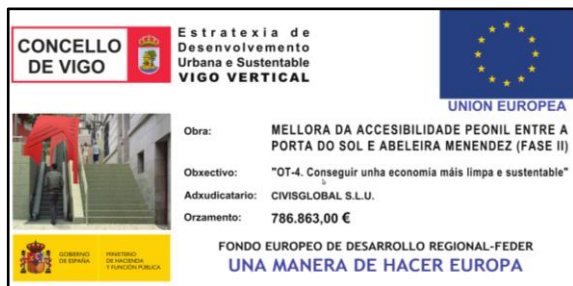 CONCELLO
DE VIGO
Estratexia de
Desenvolvemento
Urbana e Sustentable
VIGO VERTICAL
UNION EUROPEA
Obra: MELLORA DA ACCESIBILIDADE PEONIL ENTRE A
PORTA DO SOL E ABELEIRA MENENDEZ (FASE II)
Obxectivo: "OT-4. Conseguir unha economia máis limpa e sustentable"
Adxudicatario: CIVISGLOBAL S.L.U.
Orzamento: 786.863,00 €
GOBIERNO
DE ESPAÑA
MINISTERIO
DE HACIENDA
Y FUNCIÓN PÚBLICA
FONDO EUROPEO DE DESARROLLO REGIONAL-FEDER
UNA MANERA DE HACER EUROPA